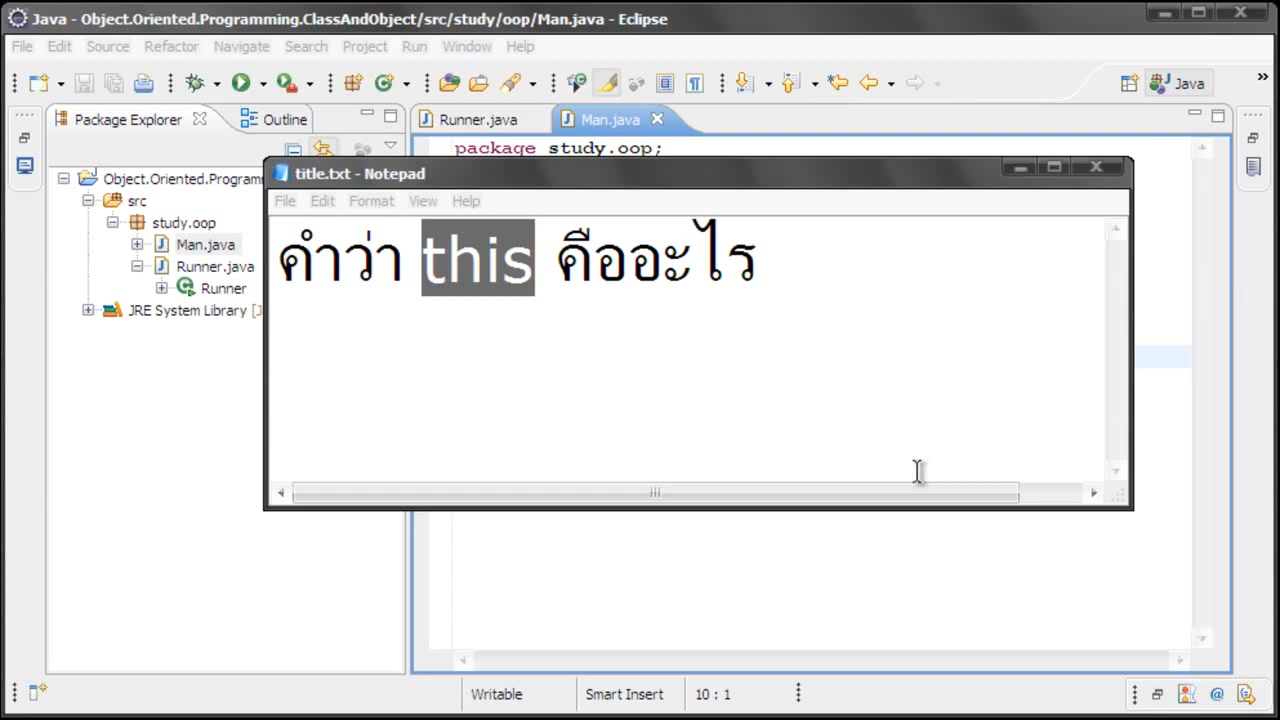 Java - Object.Oriented.Programming.ClassAndObject/src/study/oop/Man.java - Eclipse
File Edit Source Refactor Navigate Search Project Run Window Help
Java
Package Explorer
Outline
Runner.java
Man.java
package study.oop;
Object.Oriented.Programm
src
study.oop
Man.java
Runner.java
Runner
JRE System Library [J
title.txt - Notepad
File Edit Format View Help
คำว่า this คืออะไร
Writable
Smart Insert
10 : 1